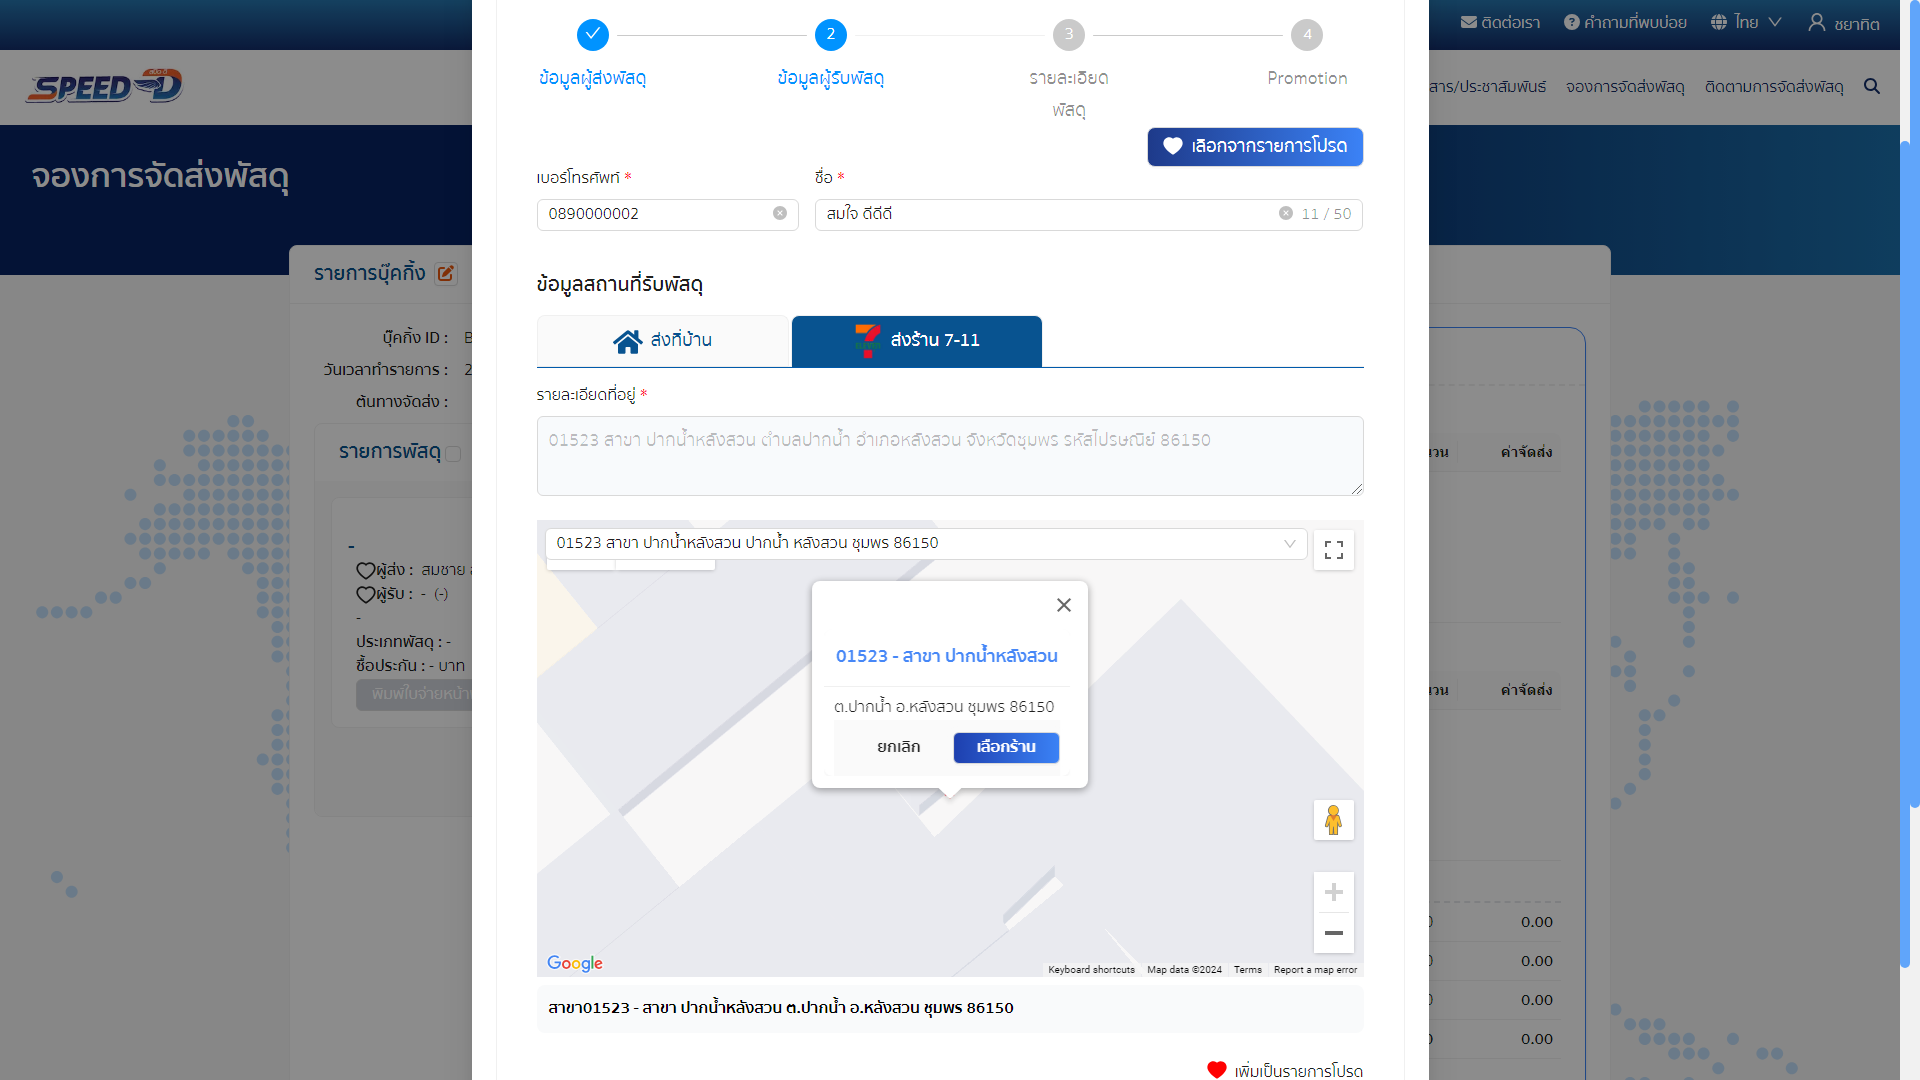 ติดต่อเรา
คำถามที่พบบ่อย
ไทย
ชยาทิต
SPEED-D
สาร/ประชาสัมพันธ์
จองการจัดส่งพัสดุ
ติดตามการจัดส่งพัสดุ
จองการจัดส่งพัสดุ
2
3
4
ข้อมูลผู้ส่งพัสดุ
ข้อมูลผู้รับพัสดุ
รายละเอียด
พัสดุ
Promotion
เลือกจากรายการโปรด
เบอร์โทรศัพท์ *
ชื่อ *
0890000002
สมใจ ดีดีดี
11 / 50
ข้อมูลสถานที่รับพัสดุ
ส่งที่บ้าน
ส่งร้าน 7-11
รายละเอียดที่อยู่ *
01523 สาขา ปากน้ำหลังสวน ตำบลปากน้ำ อำเภอหลังสวน จังหวัดชุมพร รหัสไปรษณีย์ 86150
01523 สาขา ปากน้ำหลังสวน ปากน้ำ หลังสวน ชุมพร 86150
01523 - สาขา ปากน้ำหลังสวน
ต.ปากน้ำ อ.หลังสวน ชุมพร 86150
ยกเลิก
เลือกร้าน
Google
Keyboard shortcuts
Map data ©2024
Terms
Report a map error
สาขา01523 - สาขา ปากน้ำหลังสวน ต.ปากน้ำ อ.หลังสวน ชุมพร 86150
เพิ่มเป็นรายการโปรด
รายการบุ๊คกิ้ง
บุ๊คกิ้ง ID :
วันเวลาทำรายการ : 2
ต้นทางจัดส่ง :
รายการพัสดุ
-
ผู้ส่ง : สมชาย
ผู้รับ : - (-)
-
ประเภทพัสดุ : -
ซื้อประกัน : - บาท
พิมพ์ใบจ่ายหน้า
ค่าจัดส่ง
ค่าจัดส่ง
0.00
0.00
0.00
0.00